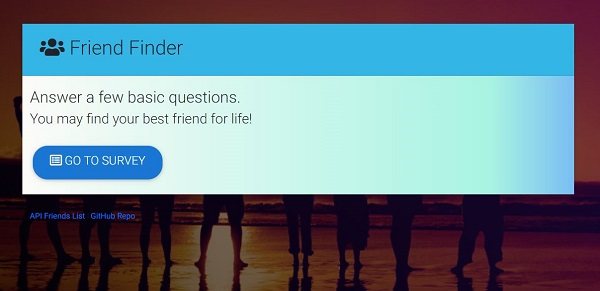 Friend Finder
Answer a few basic questions.
You may find your best friend for life!
GO TO SURVEY
API Friends List GitHub Repo